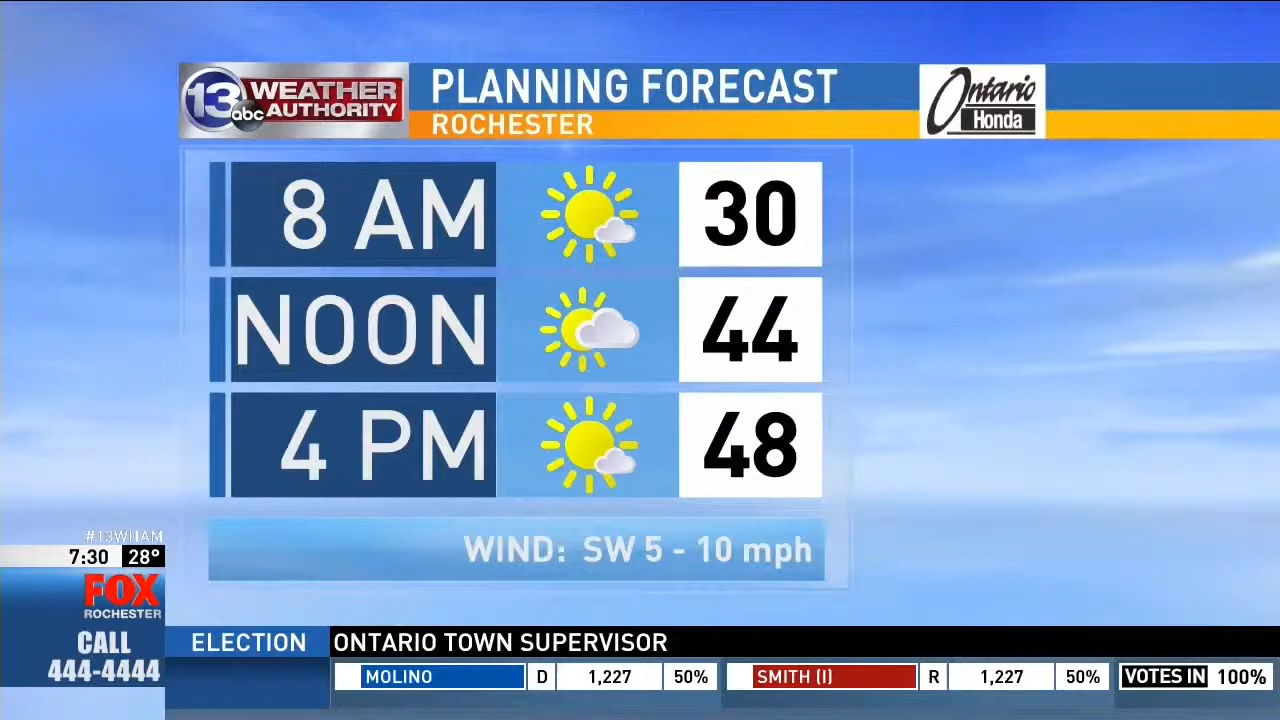 13 abc WEATHER AUTHORITY
PLANNING FORECAST
ROCHESTER
Ontario Honda
8 AM 30
NOON 44
4 PM 48
WIND: SW 5 - 10 mph
#13WHAM
7:30 28°
FOX
ROCHESTER
CALL
444-4444
ELECTION ONTARIO TOWN SUPERVISOR
MOLINO D 1,227 50% SMITH (I) R 1,227 50% VOTES IN 100%